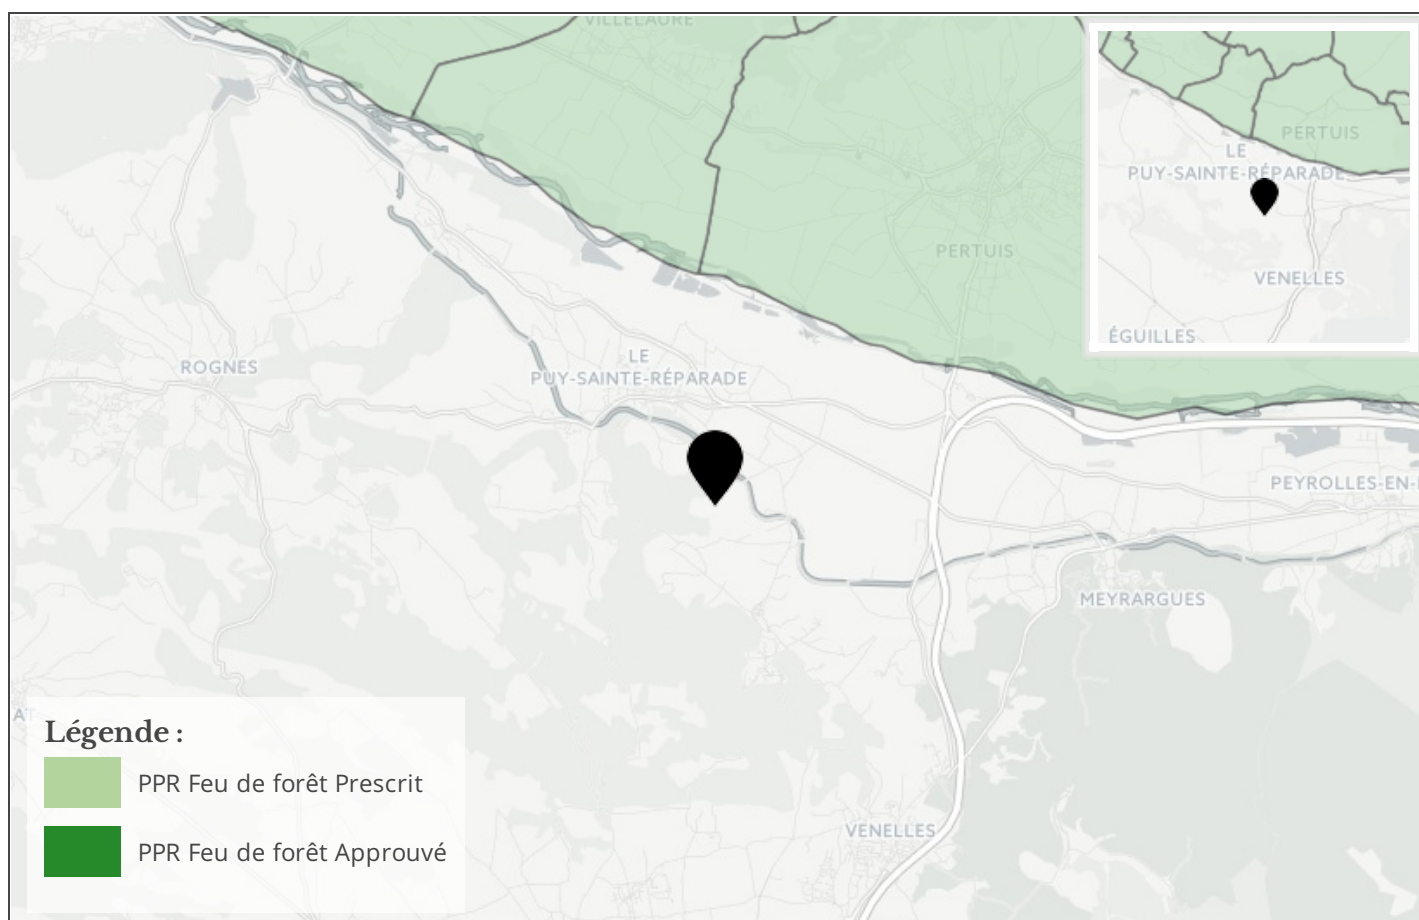 VILLELAURE
PERTUIS
LE
PUY-SAINTE-RÉPARADE
VENELLES
ÉGUILLES
PERTUIS
LE
PUY-SAINTE-RÉPARADE
ROGNES
PEYROLLES-EN-
MEYRARGUES
AT
VENELLES
Légende :
PPR Feu de forêt Prescrit
PPR Feu de forêt Approuvé